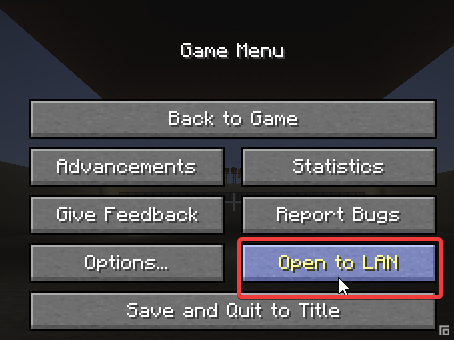 Game Menu
Back to Game
Advancements Statistics
Give Feedback Report Bugs
Options... Open to LAN
Save and Quit to Title